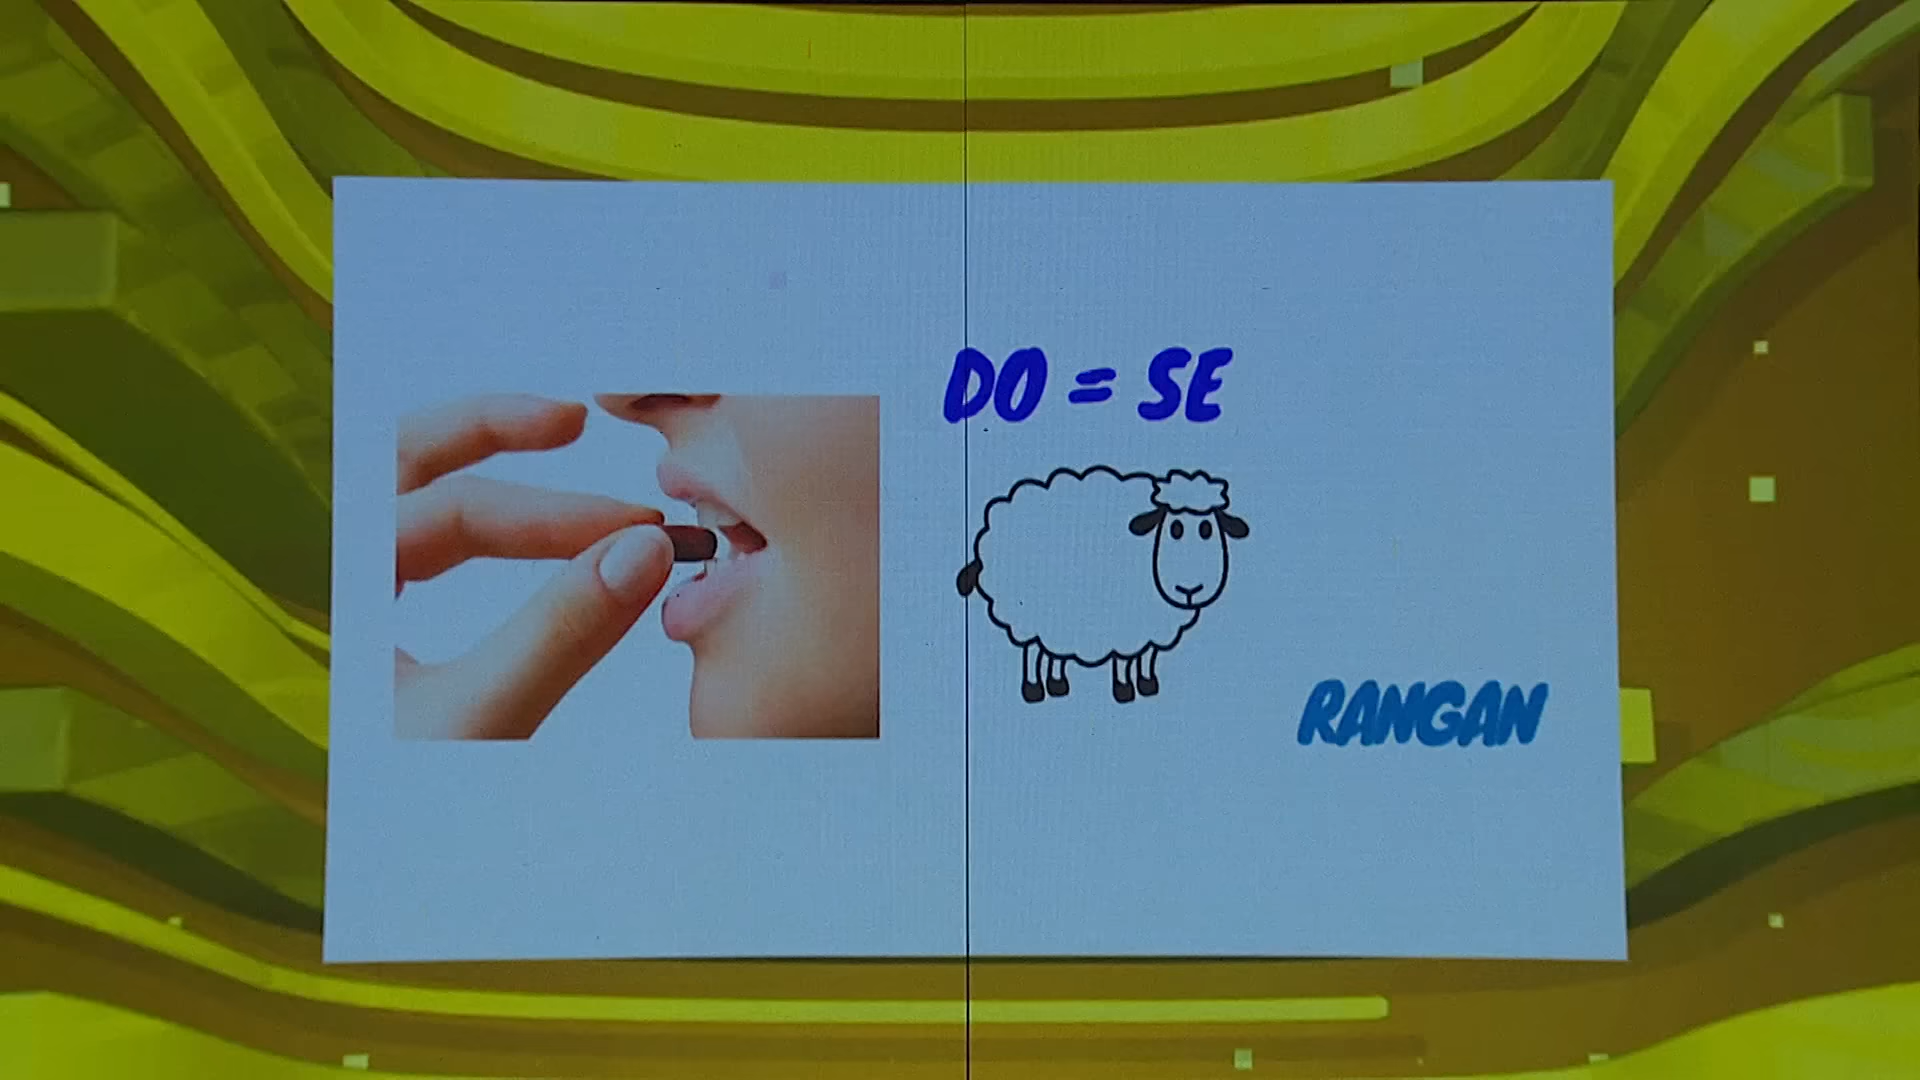 DO = SE
RANGAN